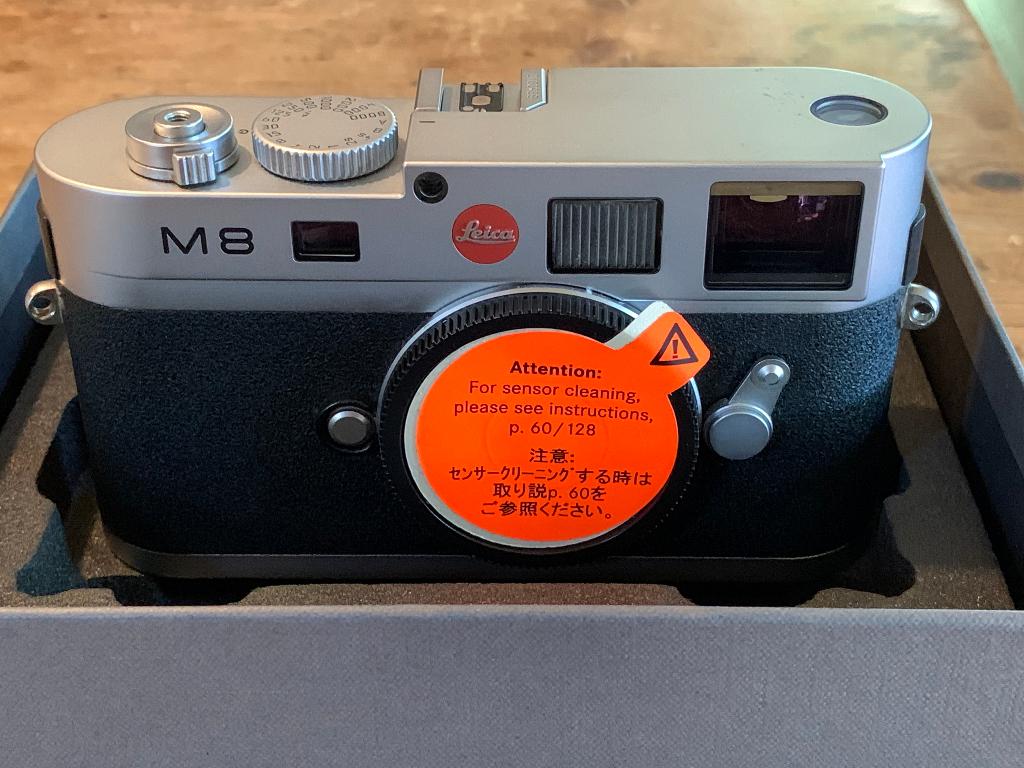 M8
Leica
Attention:
For sensor cleaning,
please see instructions,
p. 60/128
注意:
センサークリーニングする時は
取り説p. 60を
ご参照ください。